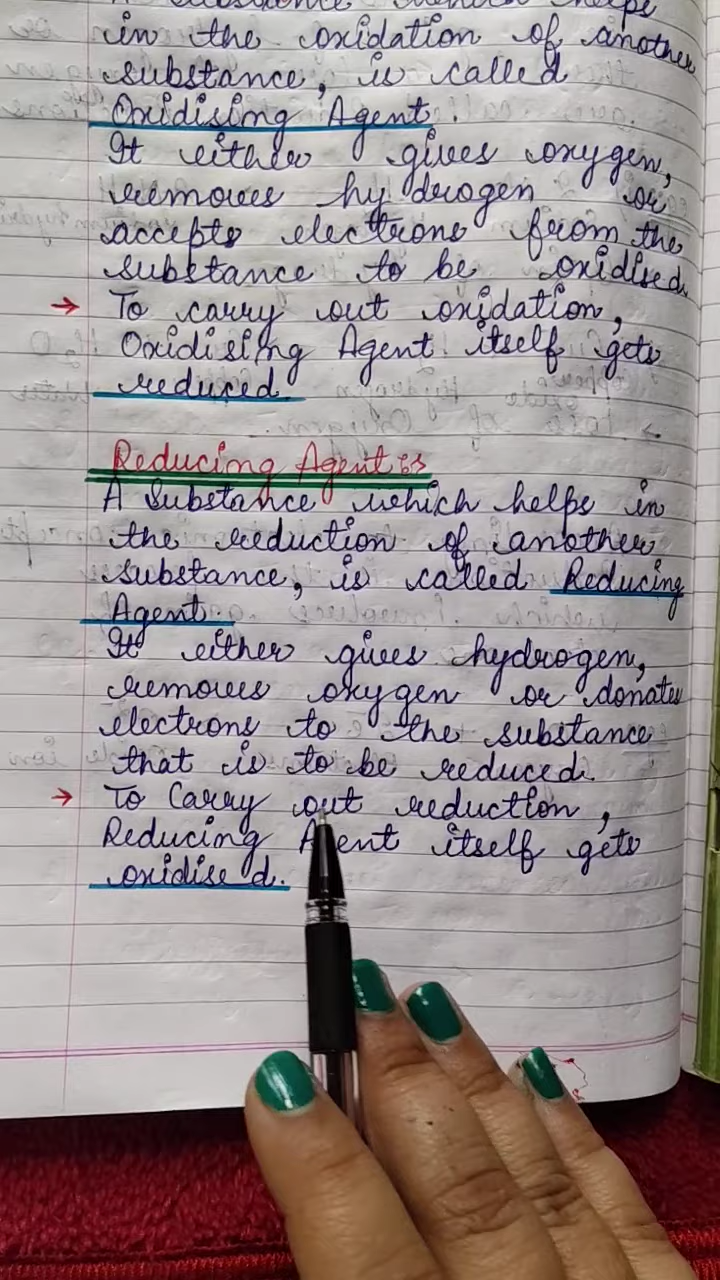 A substance which helps
in the oxidation of another
substance, is called
Oxidising Agent.
It either gives oxygen,
removes hydrogen or
accepts electrons from the
substance to be oxidised.
→ To carry out oxidation,
Oxidising Agent itself gets
reduced.
Reducing Agent :-
A Substance which helps in
the reduction of another
substance, is called Reducing
Agent.
It either gives hydrogen,
removes oxygen or donates
electrons to the substance
that is to be reduced.
→ To Carry out reduction,
Reducing Agent itself gets
oxidised.